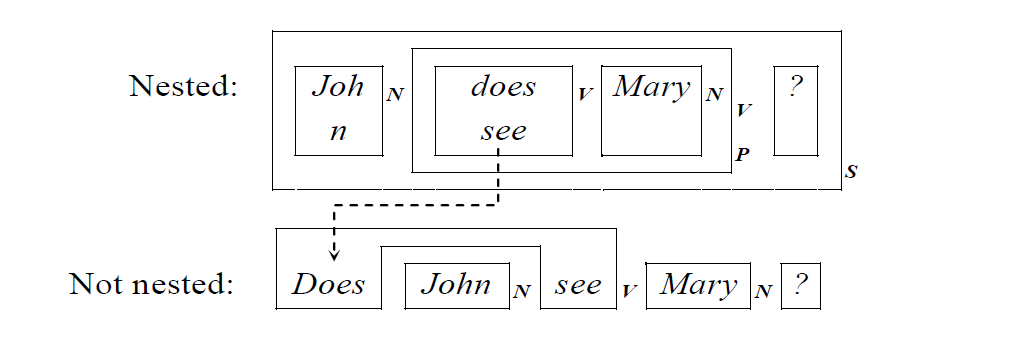 Nested: Joh N does V Mary N V ?
n see P S
Not nested: Does John N see V Mary N ?